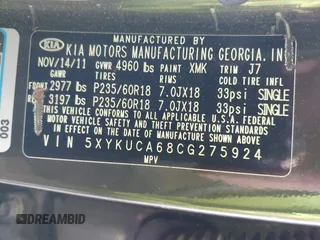 KIA KIA MOTORS MANUFACTURING GEORGIA, IN
NOV/14/11 GVWR 4960 lbs PAINT XMK TRIM J7
GAWR TIRES RIMS COLD TIRE INFL
FRONT 2977 lbs P235/60R18 7.0JX18 33psi SINGLE
R 3197 lbs P235/60R18 7.0JX18 33psi SINGLE
THIS VEHICLE CONFORMS TO ALL APPLICABLE U.S.A. FEDERAL
MOTOR VEHICLE SAFETY AND THEFT PREVENTION STANDARDS
IN EFFECT ON THE DATE OF MANUFACTURE SHOWN ABOVE.
VIN 5XYKUCA68CG275924
MPV
003
DREAMBID